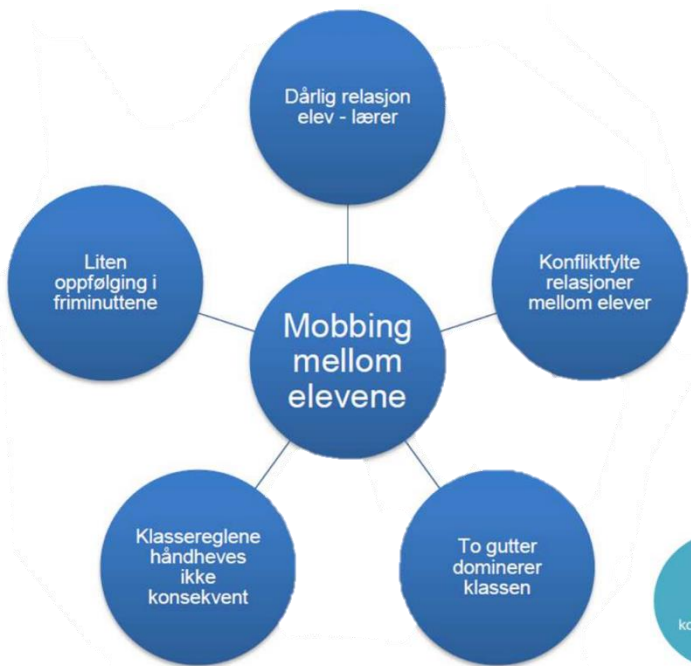 Dårlig relasjon
elev - lærer
Liten
oppfølging i
friminuttene
Konfliktfylte
relasjoner
mellom elever
Mobbing
mellom
elevene
Klassereglene
håndheves
ikke
konsekvent
To gutter
dominerer
klassen